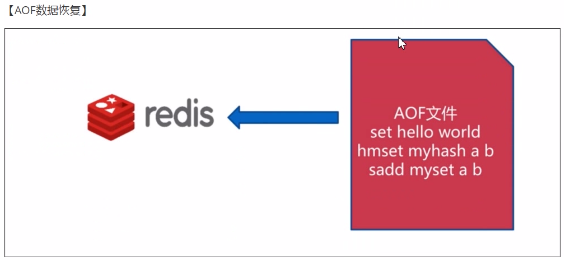 【AOF数据恢复】
redis
AOF文件
set hello world
hmset myhash a b
sadd myset a b